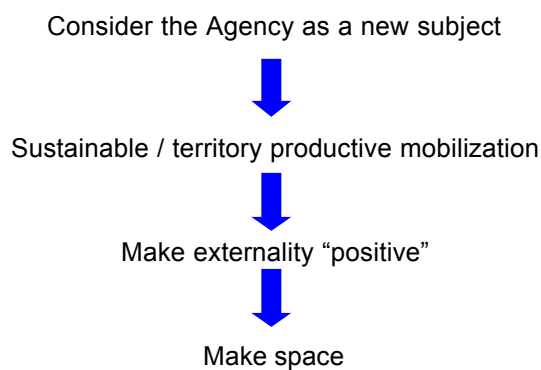 Consider the Agency as a new subject
Sustainable / territory productive mobilization
Make externality “positive”
Make space